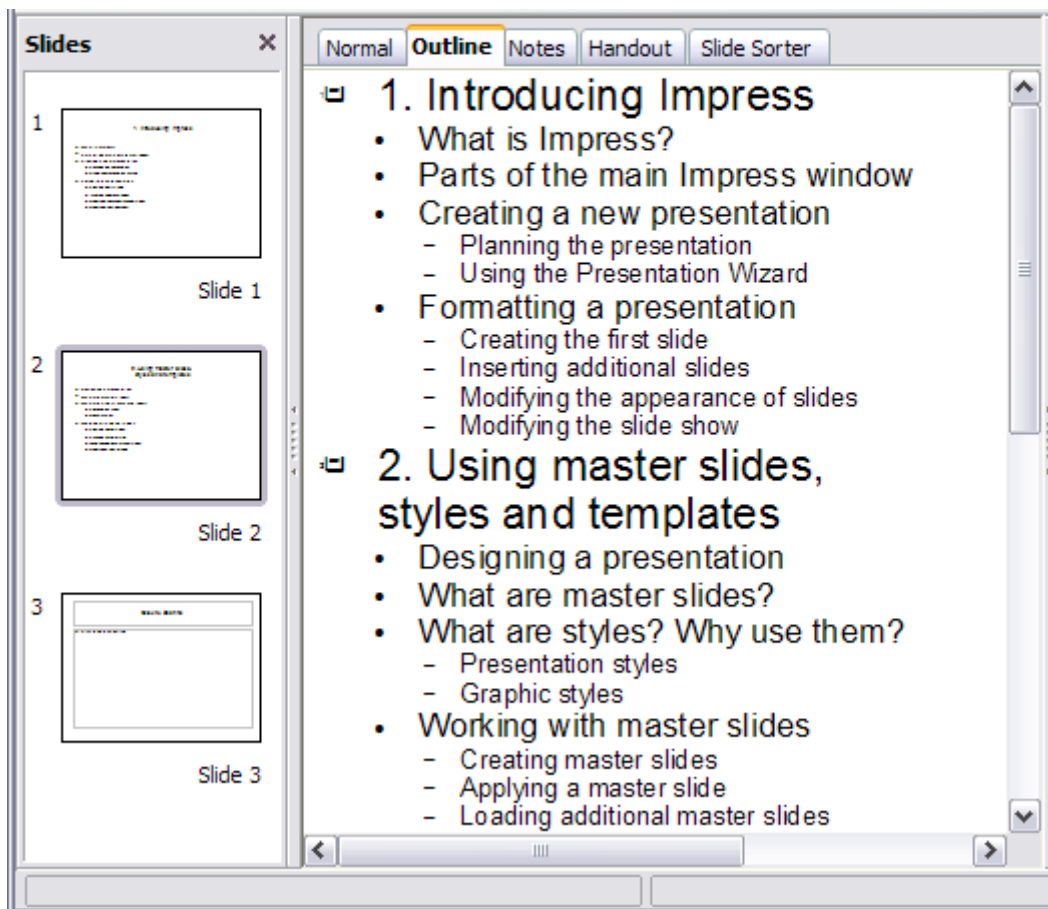 Slides
1
Slide 1
2
Slide 2
3
Slide 3
Normal Outline Notes Handout Slide Sorter
1. Introducing Impress
• What is Impress?
• Parts of the main Impress window
• Creating a new presentation
– Planning the presentation
– Using the Presentation Wizard
• Formatting a presentation
– Creating the first slide
– Inserting additional slides
– Modifying the appearance of slides
– Modifying the slide show
2. Using master slides,
styles and templates
• Designing a presentation
• What are master slides?
• What are styles? Why use them?
– Presentation styles
– Graphic styles
• Working with master slides
– Creating master slides
– Applying a master slide
– Loading additional master slides